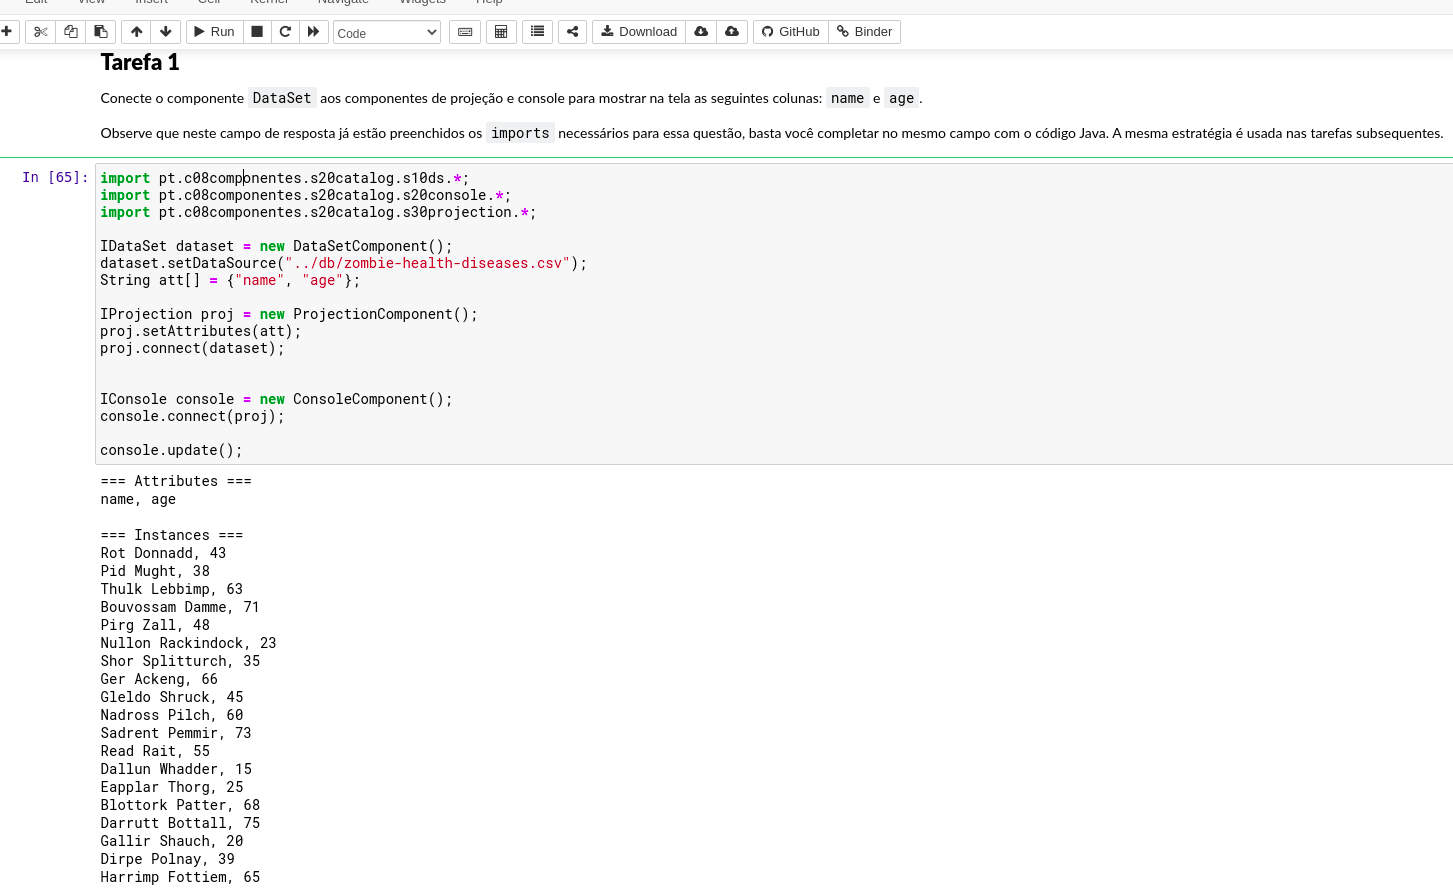 Edit View Insert Cell Kernel Navigate Widgets Help
Run Code Download GitHub Binder
Tarefa 1
Conecte o componente DataSet aos componentes de projeção e console para mostrar na tela as seguintes colunas: name e age.
Observe que neste campo de resposta já estão preenchidos os imports necessários para essa questão, basta você completar no mesmo campo com o código Java. A mesma estratégia é usada nas tarefas subsequentes.
In [65]:
import pt.c08componentes.s20catalog.s10ds.*;
import pt.c08componentes.s20catalog.s20console.*;
import pt.c08componentes.s20catalog.s30projection.*;
IDataSet dataset = new DataSetComponent();
dataset.setDataSource("../db/zombie-health-diseases.csv");
String att[] = {"name", "age"};
IProjection proj = new ProjectionComponent();
proj.setAttributes(att);
proj.connect(dataset);
IConsole console = new ConsoleComponent();
console.connect(proj);
console.update();
=== Attributes ===
name, age
=== Instances ===
Rot Donnadd, 43
Pid Mught, 38
Thulk Lebbimp, 63
Bouvossam Damme, 71
Pirg Zall, 48
Nullon Rackindock, 23
Shor Splitturch, 35
Ger Ackeng, 66
Gleldo Shruck, 45
Nadross Pilch, 60
Sadrent Pemmir, 73
Read Rait, 55
Dallun Whadder, 15
Eapplar Thorg, 25
Blottork Patter, 68
Darrutt Bottall, 75
Gallir Shauch, 20
Dirpe Polnay, 39
Harrimp Fottiem, 65